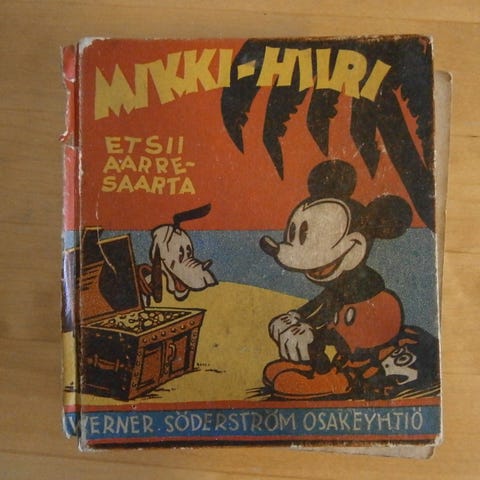 MIKKI-HIIRI
ETSII
AARRE-
SAARTA
WERNER. SÖDERSTRÖM OSAKEYHTIÖ